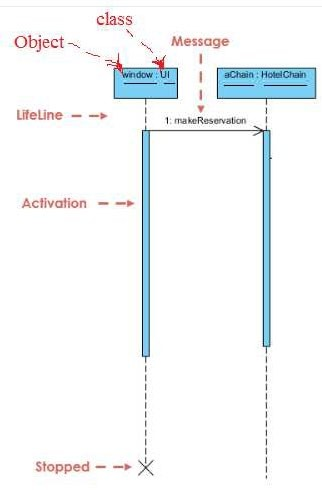 class
Object
Message
window : UI
aChain : HotelChain
LifeLine
1: makeReservation
Activation
Stopped